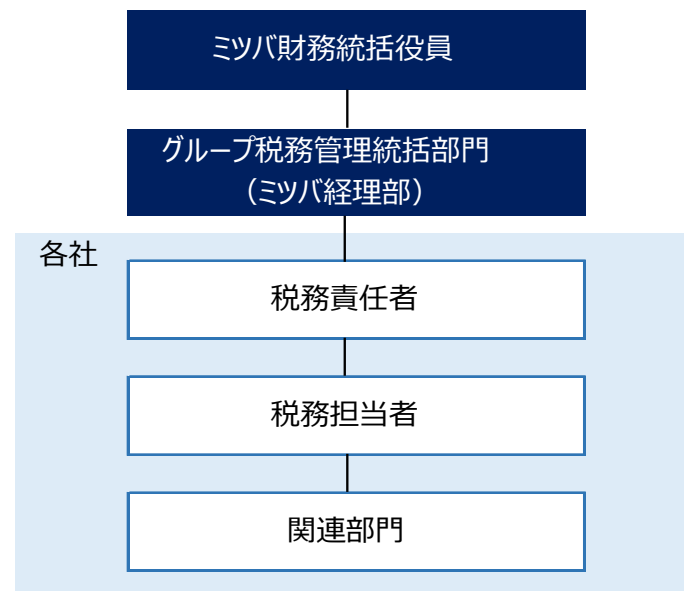 ミツバ財務統括役員
グループ税務管理統括部門
（ミツバ経理部）
各社
税務責任者
税務担当者
関連部門